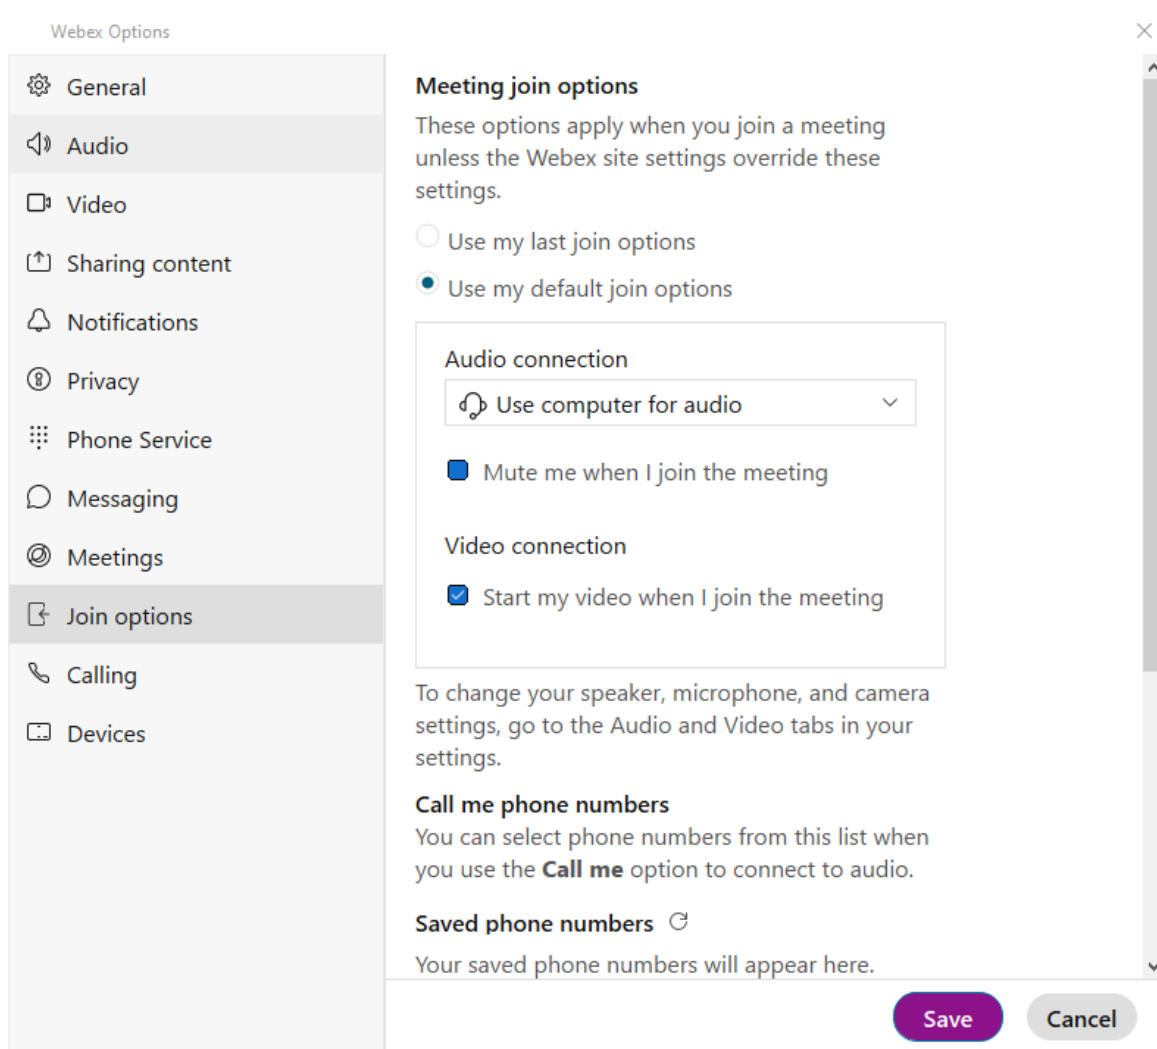 Webex Options
General
Audio
Video
Sharing content
Notifications
Privacy
Phone Service
Messaging
Meetings
Join options
Calling
Devices
Meeting join options
These options apply when you join a meeting
unless the Webex site settings override these
settings.
Use my last join options
Use my default join options
Audio connection
Use computer for audio
Mute me when I join the meeting
Video connection
Start my video when I join the meeting
To change your speaker, microphone, and camera
settings, go to the Audio and Video tabs in your
settings.
Call me phone numbers
You can select phone numbers from this list when
you use the Call me option to connect to audio.
Saved phone numbers
Your saved phone numbers will appear here.
Save
Cancel